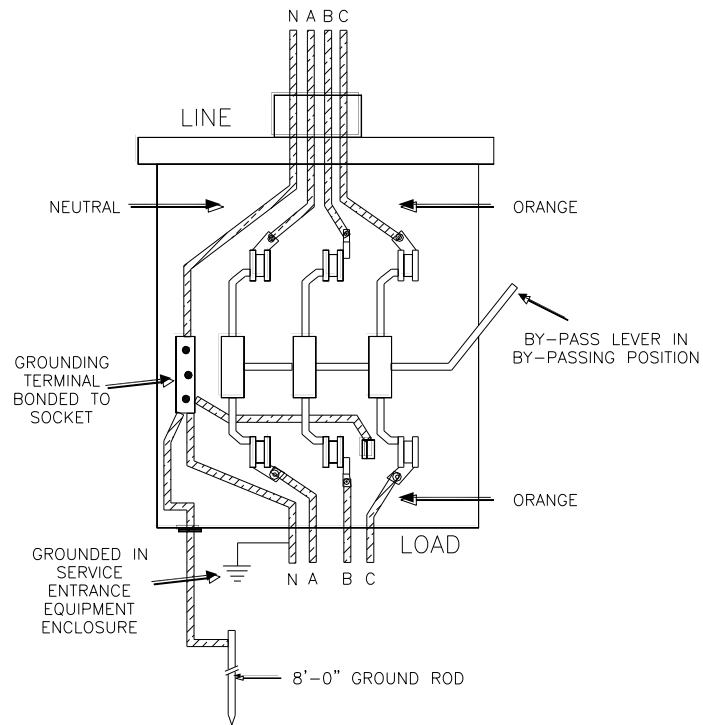 N A B C
LINE
NEUTRAL
ORANGE
BY-PASS LEVER IN
BY-PASSING POSITION
GROUNDING
TERMINAL
BONDED TO
SOCKET
ORANGE
LOAD
GROUNDED IN
SERVICE
ENTRANCE
EQUIPMENT
ENCLOSURE
N A B C
8'-0" GROUND ROD